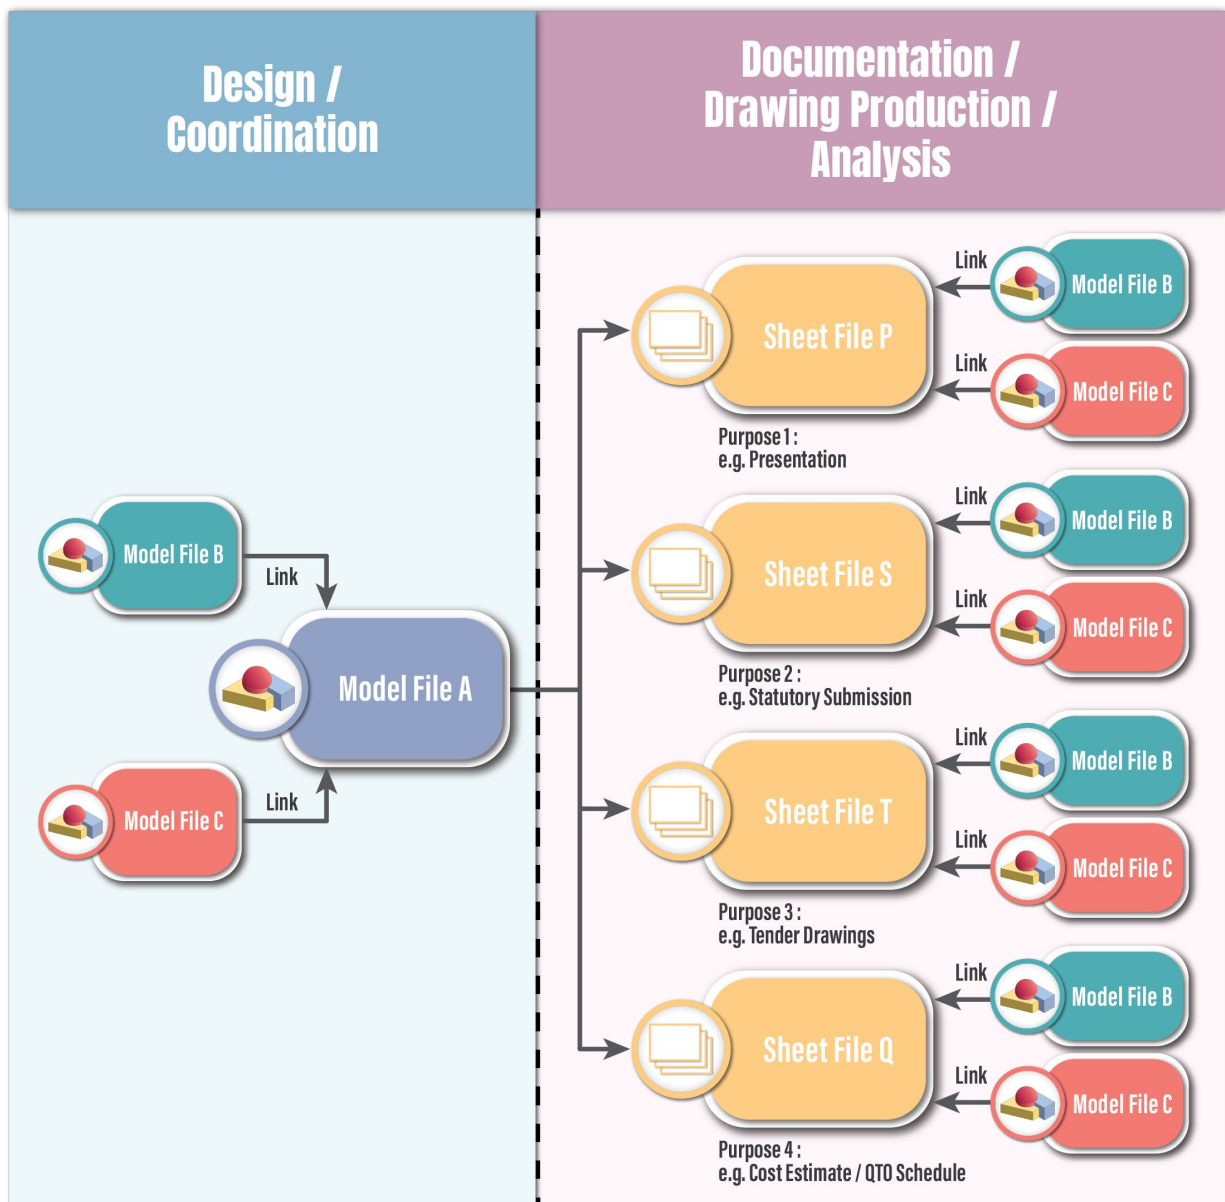 Design /
Coordination
Documentation /
Drawing Production /
Analysis
Model File B
Link
Model File A
Link
Model File C
Sheet File P
Link
Model File B
Link
Model File C
Purpose 1 :
e.g. Presentation
Sheet File S
Link
Model File B
Link
Model File C
Purpose 2 :
e.g. Statutory Submission
Sheet File T
Link
Model File B
Link
Model File C
Purpose 3 :
e.g. Tender Drawings
Sheet File Q
Link
Model File B
Link
Model File C
Purpose 4 :
e.g. Cost Estimate / QTO Schedule